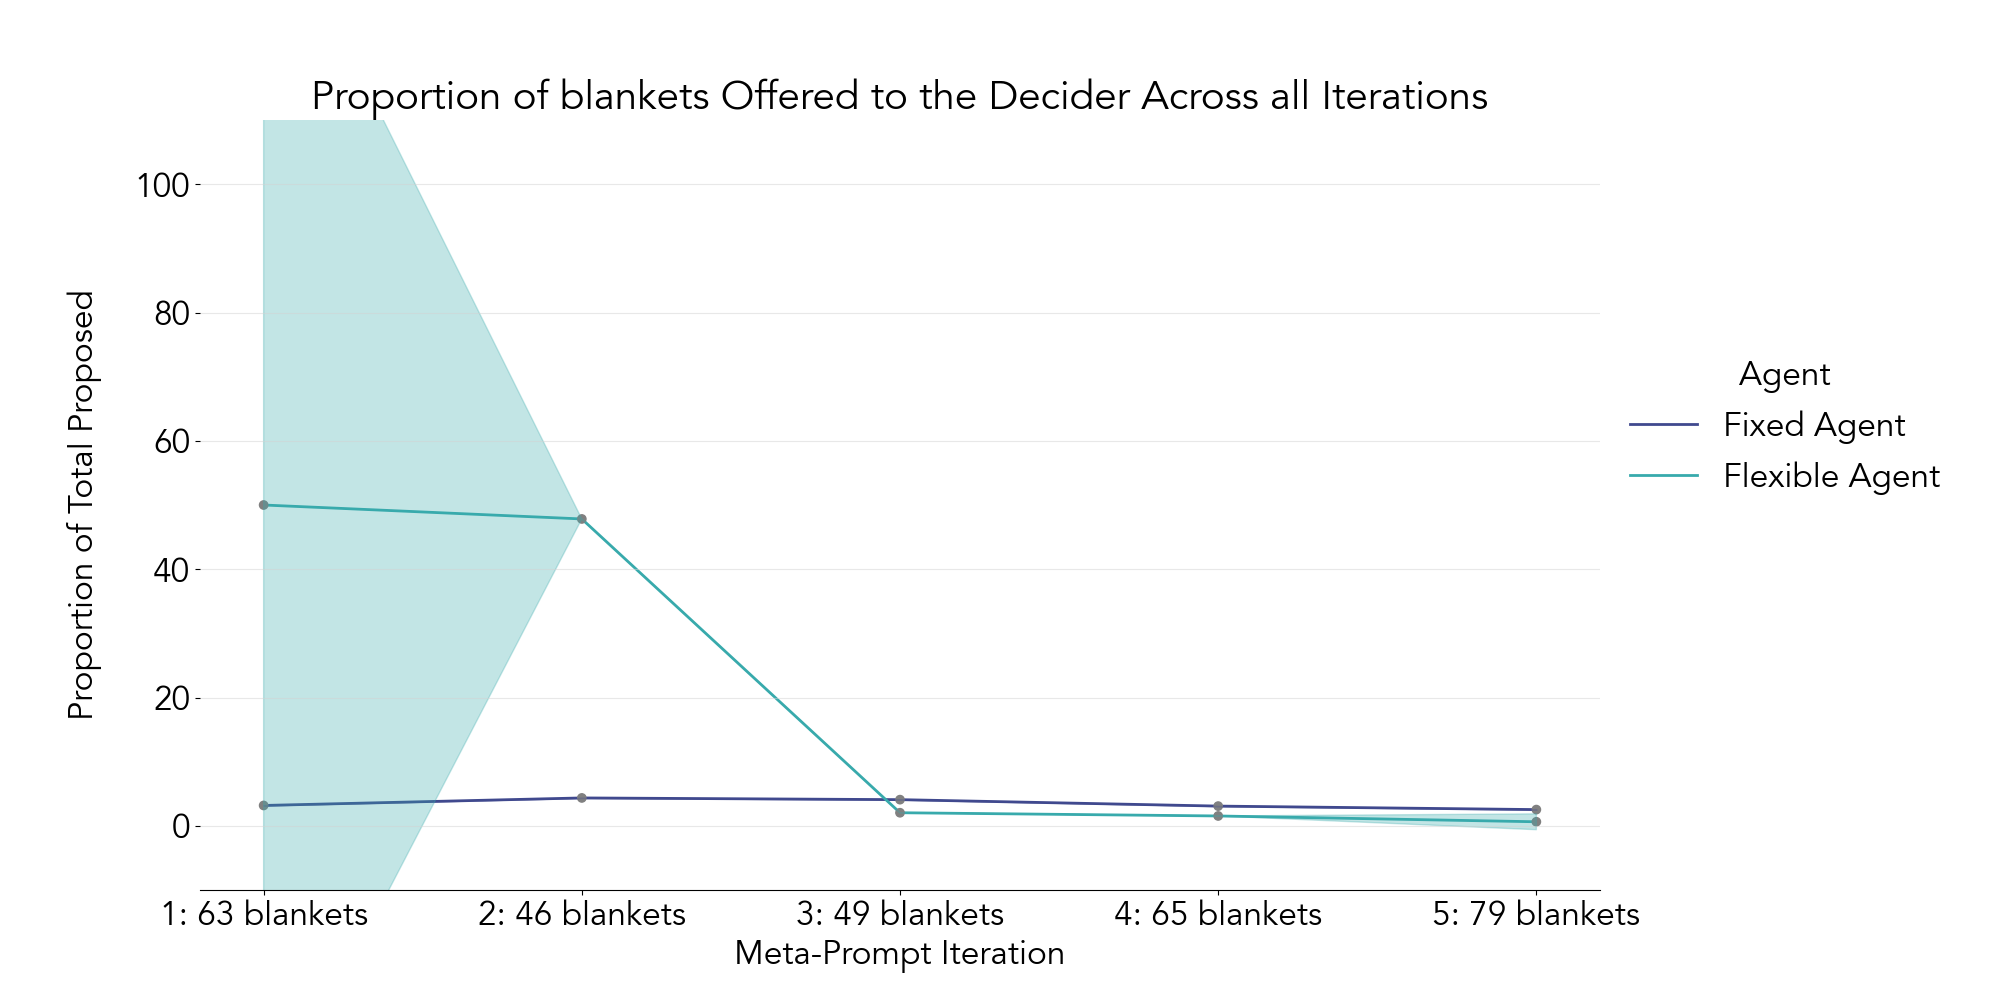 Proportion of blankets Offered to the Decider Across all Iterations
Proportion of Total Proposed
100
80
60
40
20
0
1: 63 blankets
2: 46 blankets
3: 49 blankets
4: 65 blankets
5: 79 blankets
Meta-Prompt Iteration
Agent
Fixed Agent
Flexible Agent